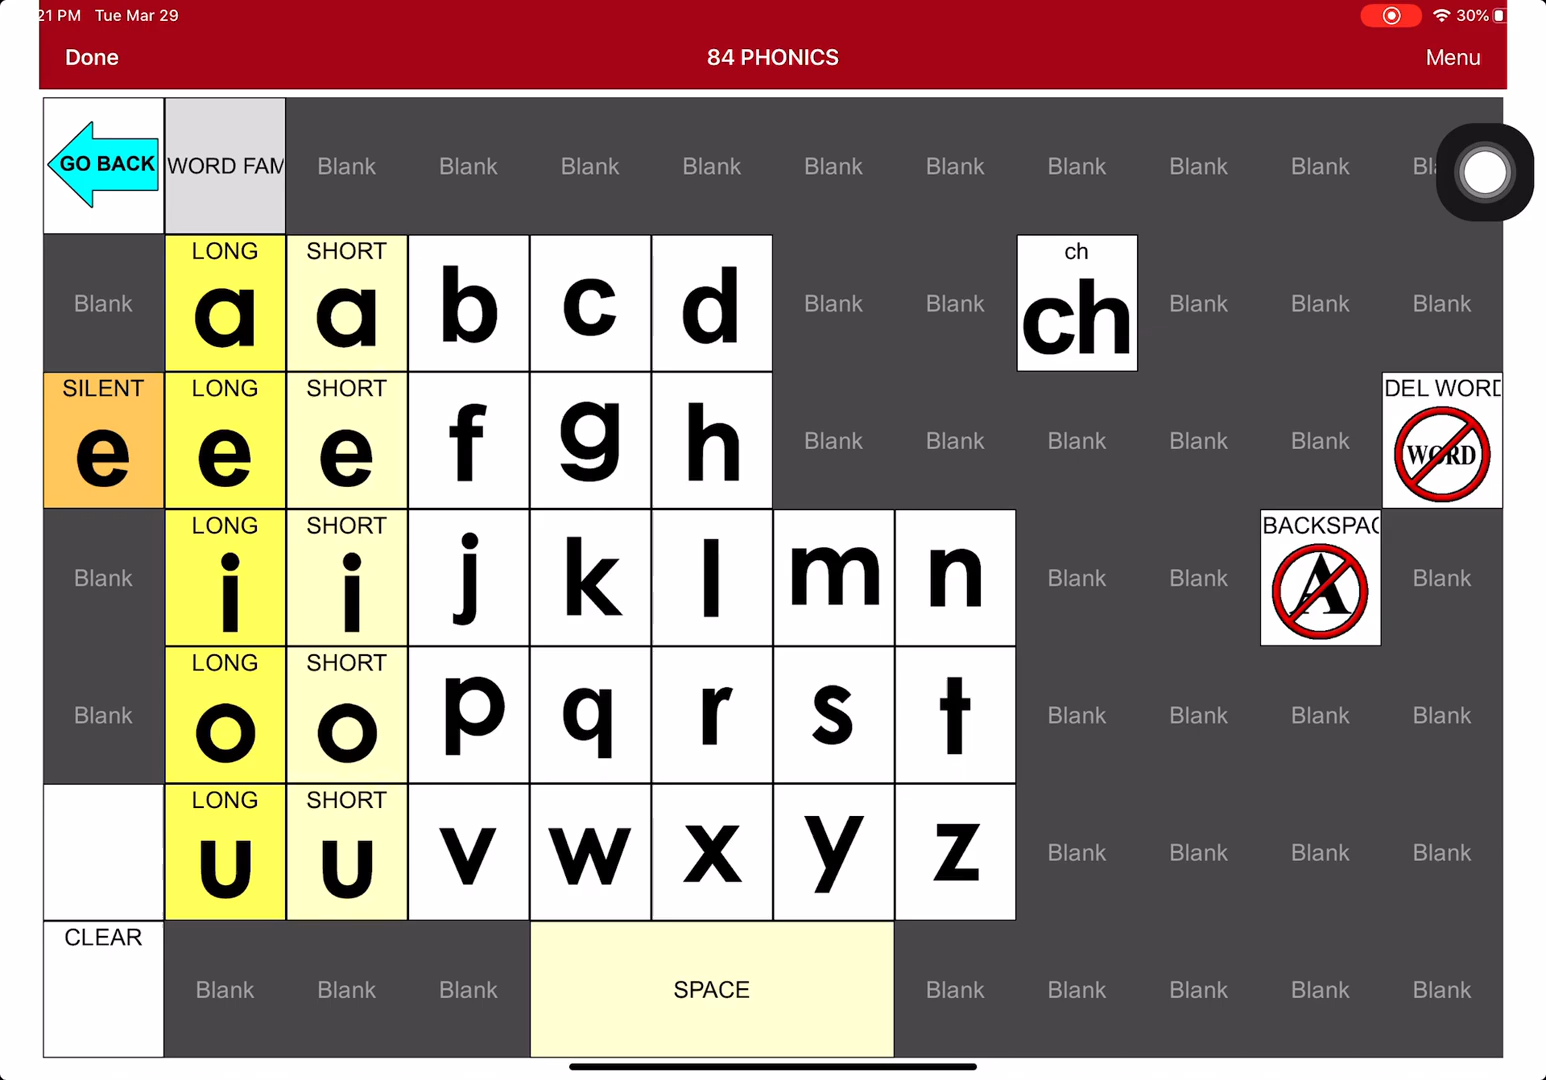 21 PM Tue Mar 29 30%
Done 84 PHONICS Menu
GO BACK WORD FAM Blank Blank Blank Blank Blank Blank Blank Blank Blank Bl
Blank LONG a SHORT a b c d Blank Blank ch ch Blank Blank Blank
SILENT e LONG e SHORT e f g h Blank Blank Blank Blank Blank DEL WORD WORD
Blank LONG i SHORT i j k l m n Blank Blank BACKSPAC A Blank
Blank LONG o SHORT o p q r s t Blank Blank Blank Blank
LONG u SHORT u v w x y z Blank Blank Blank Blank
CLEAR Blank Blank Blank SPACE Blank Blank Blank Blank Blank